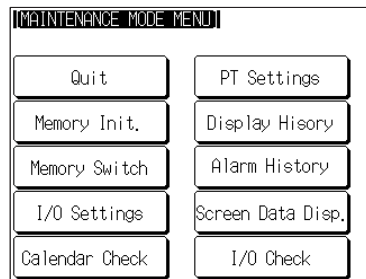 [MAINTENANCE MODE MENU]
Quit
PT Settings
Memory Init.
Display Hisory
Memory Switch
Alarm History
I/O Settings
Screen Data Disp.
Calendar Check
I/O Check